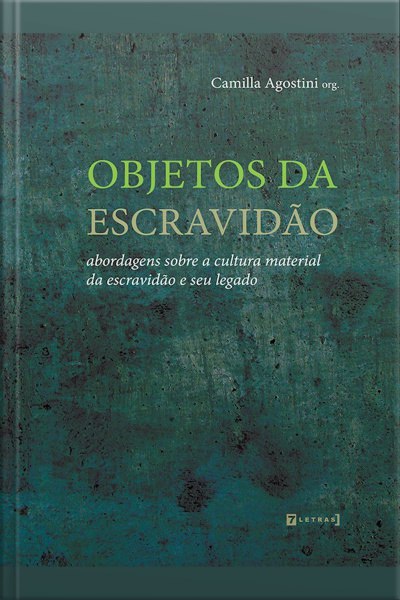 Camilla Agostini org.
OBJETOS DA
ESCRAVIDÃO
abordagens sobre a cultura material
da escravidão e seu legado
7LETRAS]